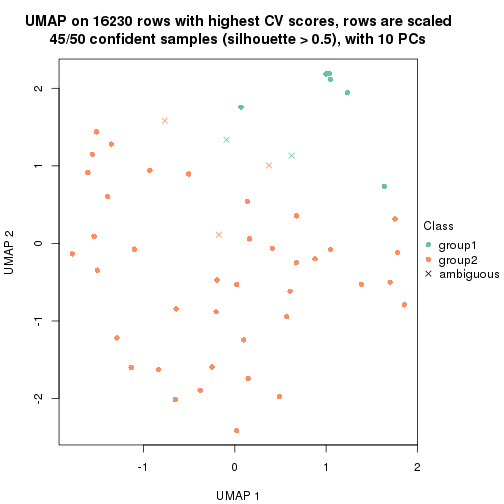 UMAP on 16230 rows with highest CV scores, rows are scaled
45/50 confident samples (silhouette > 0.5), with 10 PCs
2
1
0
-1
-2
UMAP 2
-1
0
1
2
UMAP 1
Class
group1
group2
ambiguous